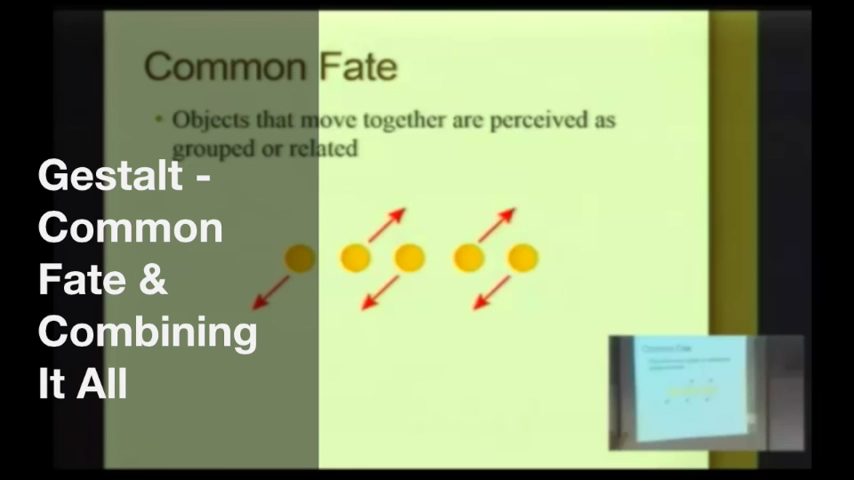 Common Fate
• Objects that move together are perceived as
grouped or related
Gestalt -
Common
Fate &
Combining
It All